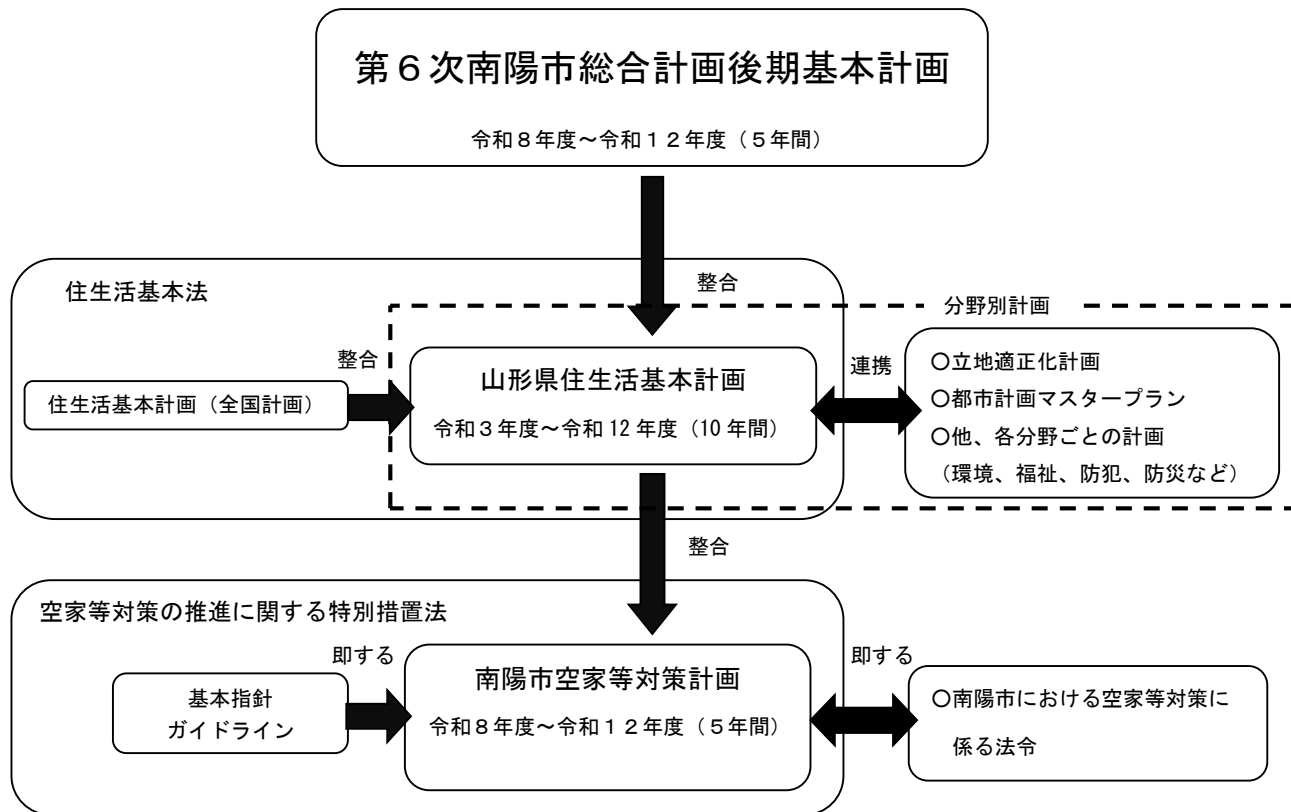 第６次南陽市総合計画後期基本計画
令和８年度～令和１２年度（５年間）
整合
住生活基本法
分野別計画
整合
住生活基本計画（全国計画）
山形県住生活基本計画
令和３年度～令和 12 年度（10 年間）
連携
〇立地適正化計画
〇都市計画マスタープラン
〇他、各分野ごとの計画
（環境、福祉、防犯、防災など）
整合
空家等対策の推進に関する特別措置法
即する
基本指針
ガイドライン
南陽市空家等対策計画
令和８年度～令和１２年度（５年間）
即する
〇南陽市における空家等対策に
係る法令